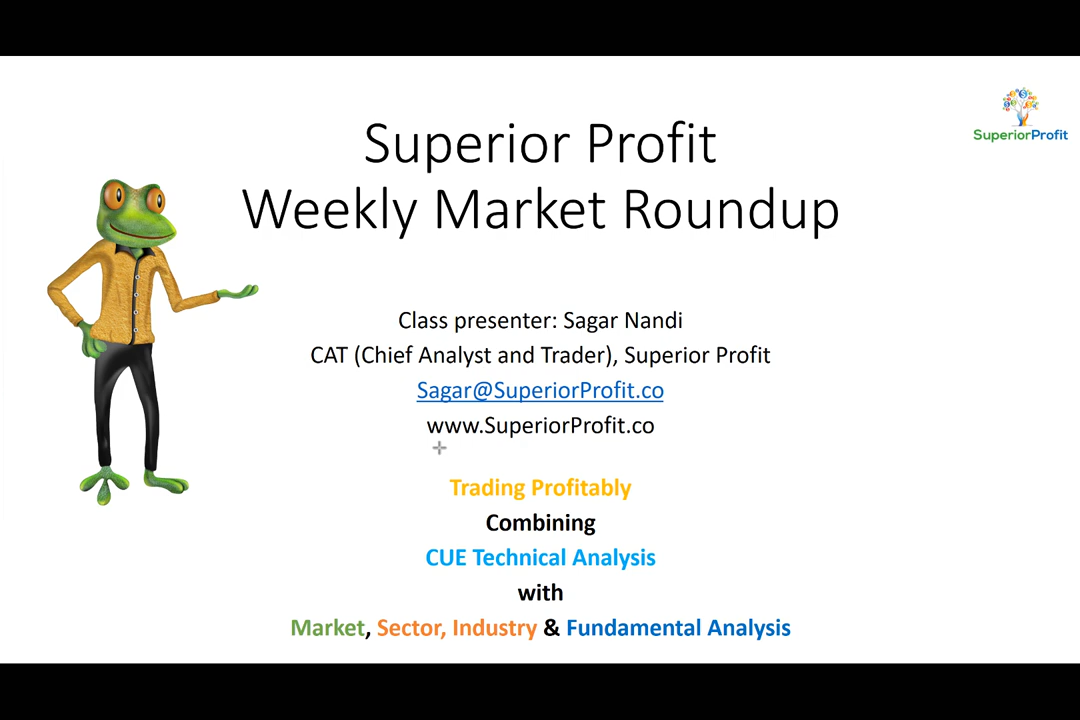 Superior Profit
Weekly Market Roundup
SuperiorProfit
Class presenter: Sagar Nandi
CAT (Chief Analyst and Trader), Superior Profit
Sagar@SuperiorProfit.co
www.SuperiorProfit.co
Trading Profitably
Combining
CUE Technical Analysis
with
Market, Sector, Industry & Fundamental Analysis